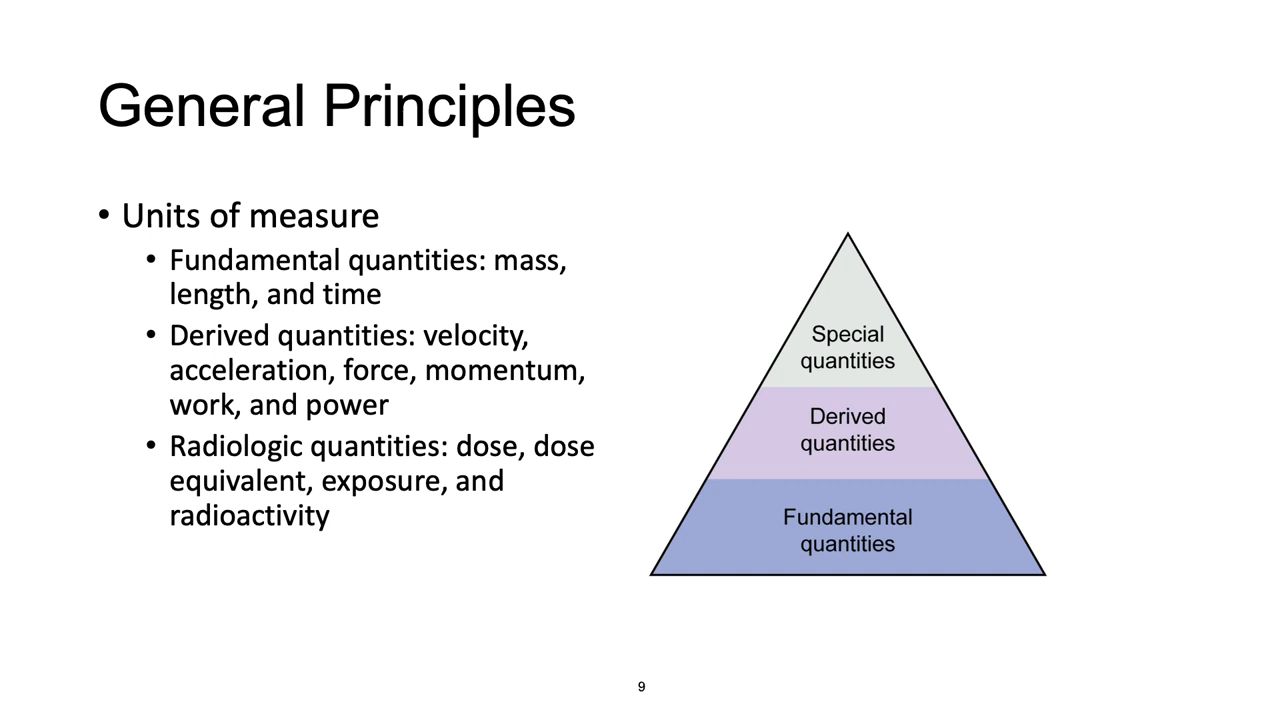 General Principles
• Units of measure
• Fundamental quantities: mass,
length, and time
• Derived quantities: velocity,
acceleration, force, momentum,
work, and power
• Radiologic quantities: dose, dose
equivalent, exposure, and
radioactivity
Special
quantities
Derived
quantities
Fundamental
quantities
9